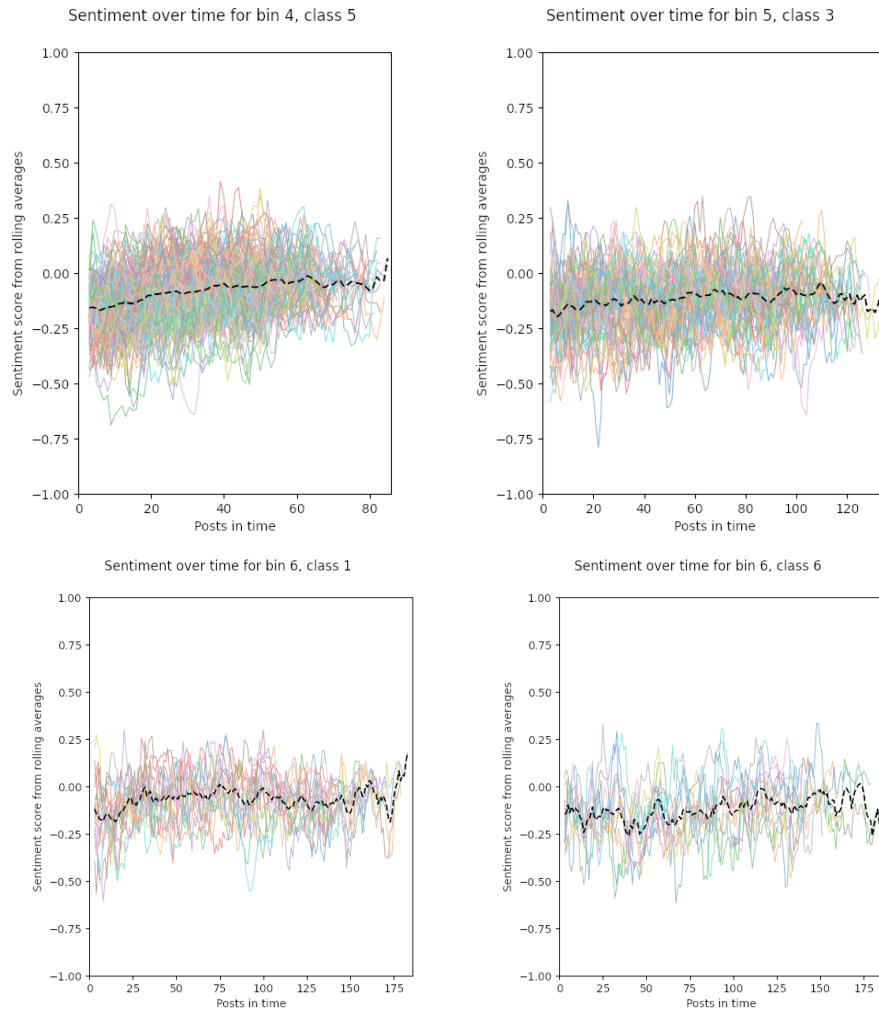 Sentiment over time for bin 4, class 5
1.00
0.75
0.50
0.25
0.00
−0.25
−0.50
−0.75
−1.00
Sentiment score from rolling averages
0 20 40 60 80
Posts in time
Sentiment over time for bin 5, class 3
1.00
0.75
0.50
0.25
0.00
−0.25
−0.50
−0.75
−1.00
Sentiment score from rolling averages
0 20 40 60 80 100 120
Posts in time
Sentiment over time for bin 6, class 1
1.00
0.75
0.50
0.25
0.00
−0.25
−0.50
−0.75
−1.00
Sentiment score from rolling averages
0 25 50 75 100 125 150 175
Posts in time
Sentiment over time for bin 6, class 6
1.00
0.75
0.50
0.25
0.00
−0.25
−0.50
−0.75
−1.00
Sentiment score from rolling averages
0 25 50 75 100 125 150 175
Posts in time